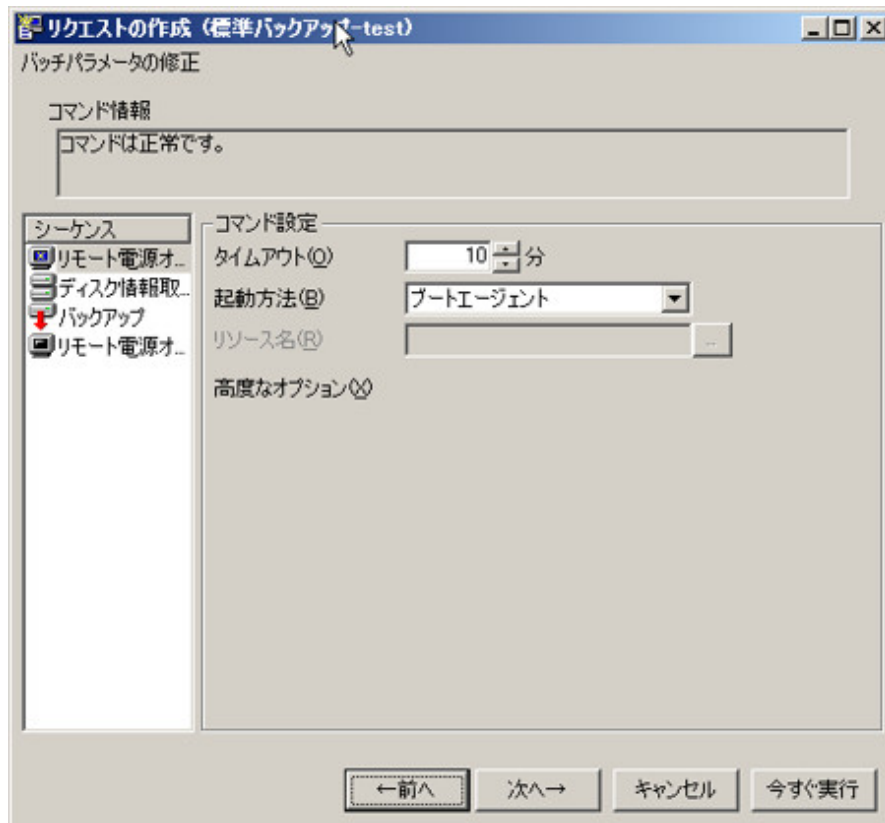 リクエストの作成 (標準バックアップ-test)
バッチパラメータの修正
コマンド情報
コマンドは正常です。
シーケンス
リモート電源オ...
ディスク情報取...
バックアップ
リモート電源オ...
コマンド設定
タイムアウト(O) 10 分
起動方法(B) ブートエージェント
リソース名(R) ...
高度なオプション(X)
←前へ 次へ→ キャンセル 今すぐ実行